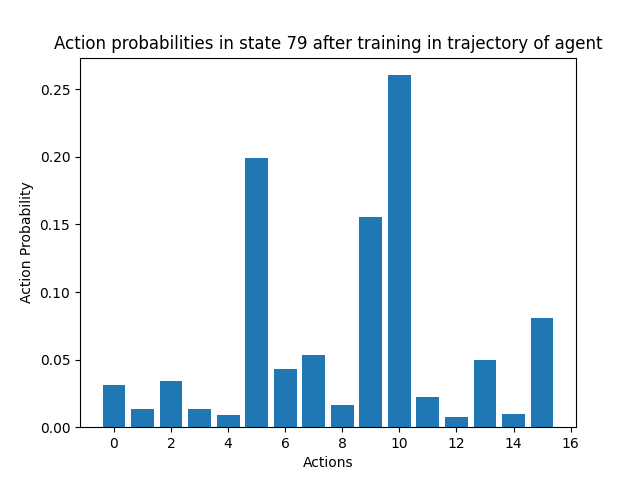 Action probabilities in state 79 after training in trajectory of agent
Action Probability
0.25
0.20
0.15
0.10
0.05
0.00
0 2 4 6 8 10 12 14 16
Actions